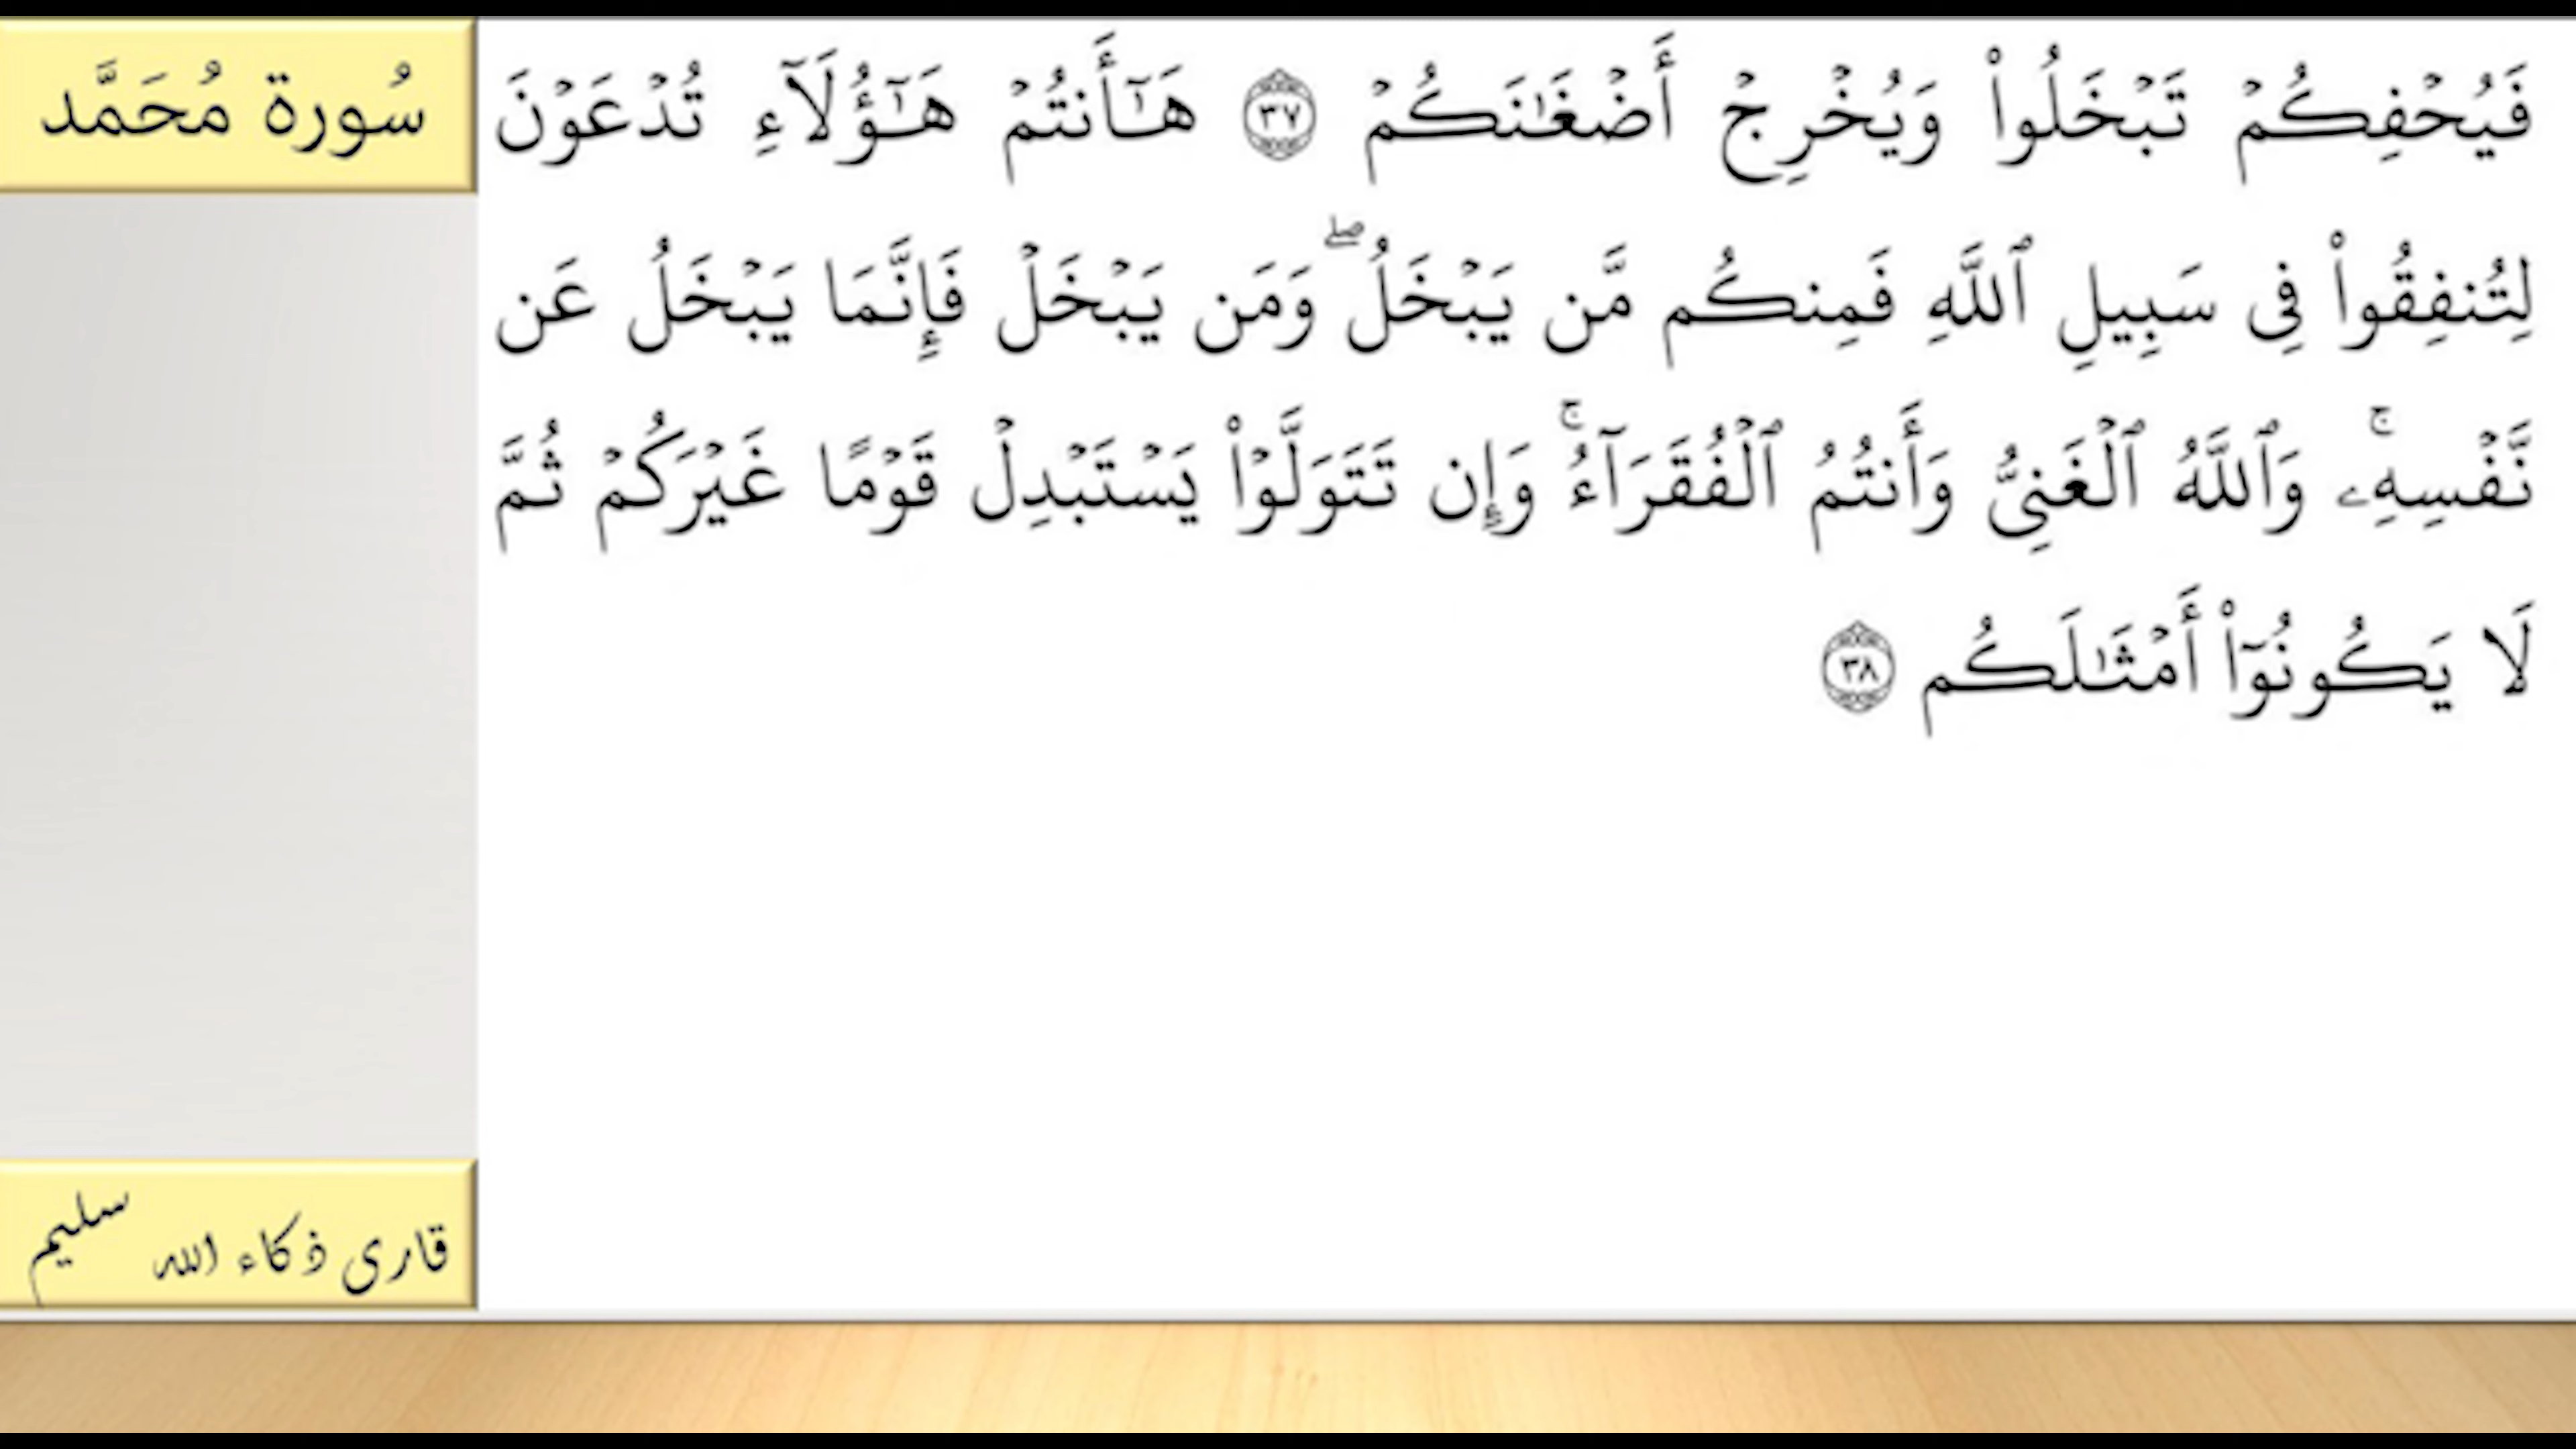 سُورة مُحَمَّد
فَيُحۡفِكُمۡ تَبۡخَلُواْ وَيُخۡرِجۡ أَضۡغَٰنَكُمۡ ٣٧ هَٰٓأَنتُمۡ هَٰٓؤُلَآءِ تُدۡعَوۡنَ
لِتُنفِقُواْ فِى سَبِيلِ ٱللَّهِ فَمِنكُم مَّن يَبۡخَلُۖ وَمَن يَبۡخَلۡ فَإِنَّمَا يَبۡخَلُ عَن
نَّفۡسِهِۦۚ وَٱللَّهُ ٱلۡغَنِىُّ وَأَنتُمُ ٱلۡفُقَرَآءُۚ وَإِن تَتَوَلَّوۡاْ يَسۡتَبۡدِلۡ قَوۡمًا غَيۡرَكُمۡ ثُمَّ
لَا يَكُونُوٓاْ أَمۡثَٰلَكُم ٣٨
قاری ذکاء اللہ سلیم